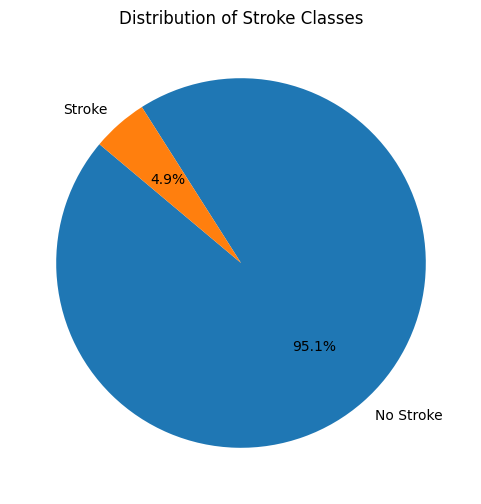 Distribution of Stroke Classes
Stroke
4.9%
95.1%
No Stroke